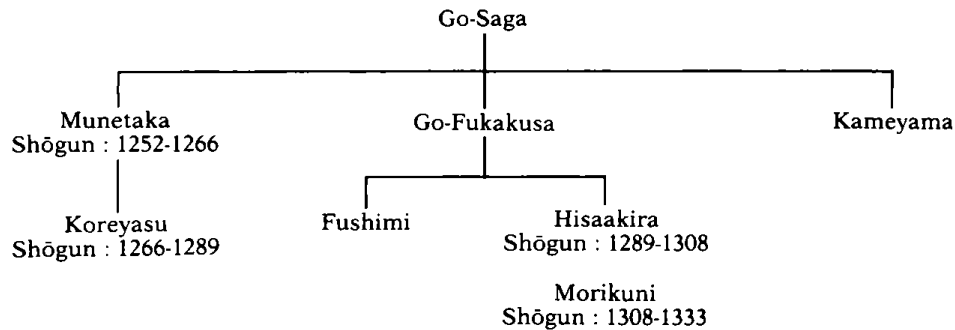 Go-Saga
Munetaka
Shōgun : 1252-1266
Go-Fukakusa
Kameyama
Koreyasu
Shōgun : 1266-1289
Fushimi
Hisaakira
Shōgun : 1289-1308
Morikuni
Shōgun : 1308-1333